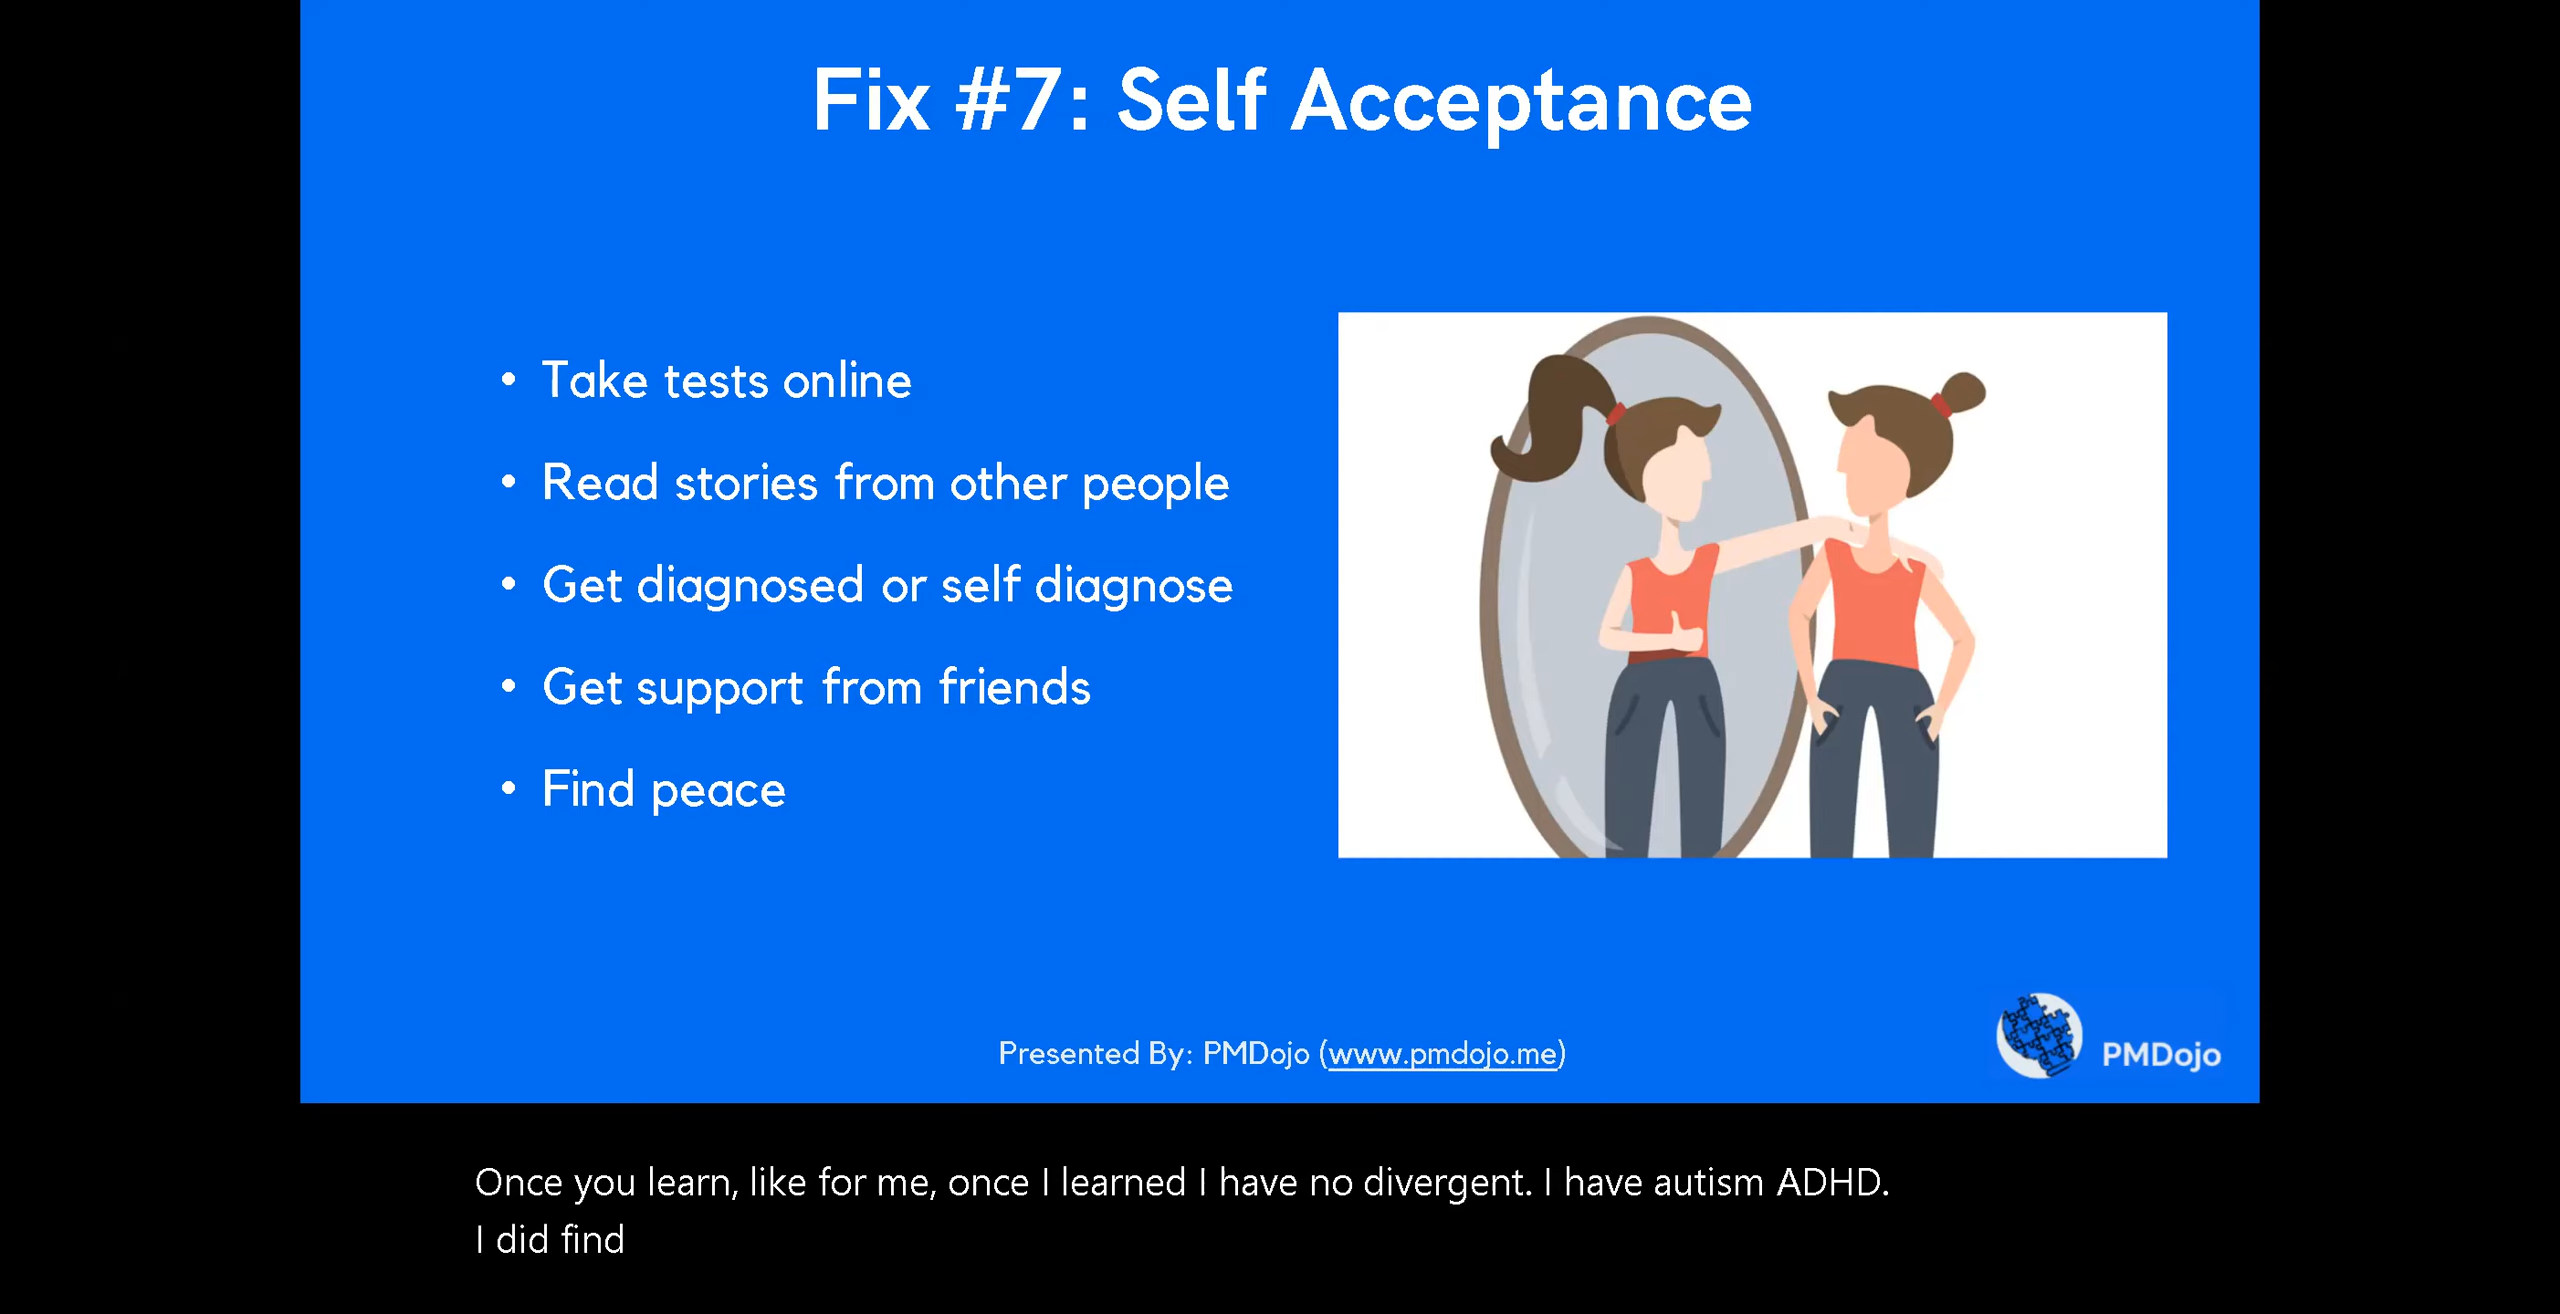 Fix #7: Self Acceptance
• Take tests online
• Read stories from other people
• Get diagnosed or self diagnose
• Get support from friends
• Find peace
Presented By: PMDojo (www.pmdojo.me)
PMDojo
Once you learn, like for me, once I learned I have no divergent. I have autism ADHD.
I did find